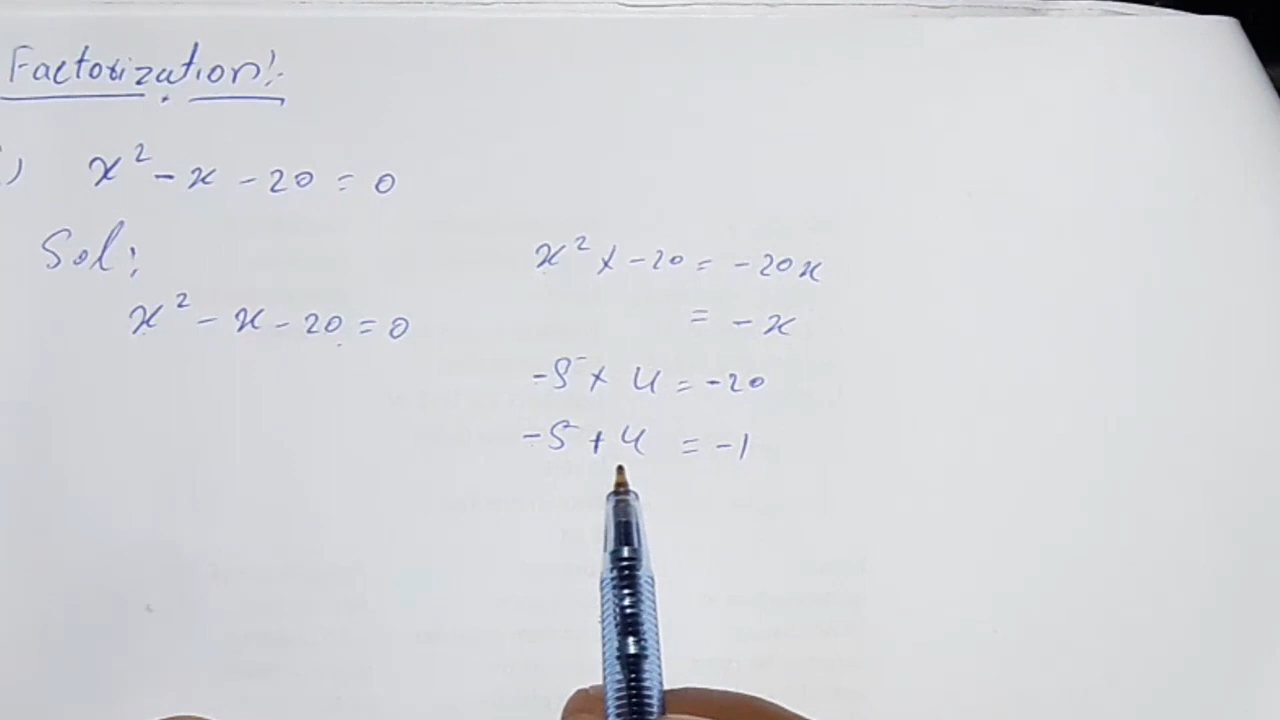 Factorization:
) x² - x - 20 = 0
Sol:
x² - x - 20 = 0
x² × -20 = -20x
= -x
-5 × 4 = -20
-5 + 4 = -1